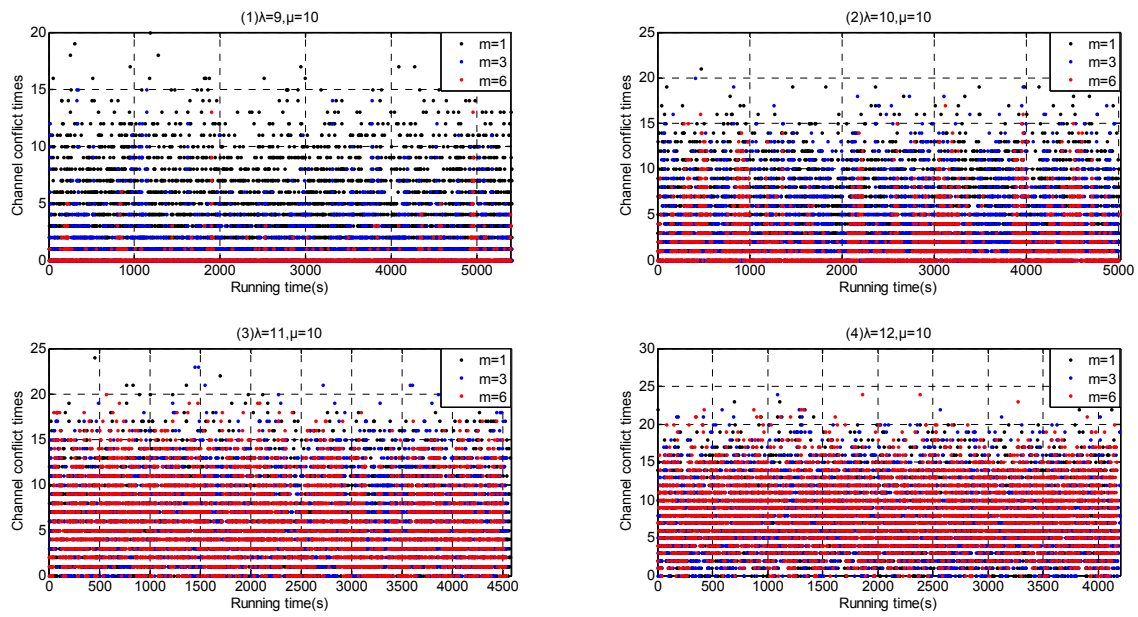 (1)λ=9,μ=10
20
15
10
5
0
Channel conflict times
m=1
m=3
m=6
0 1000 2000 3000 4000 5000
Running time(s)
(2)λ=10,μ=10
25
20
15
10
5
0
Channel conflict times
m=1
m=3
m=6
0 1000 2000 3000 4000 5000
Running time(s)
(3)λ=11,μ=10
25
20
15
10
5
0
Channel conflict times
m=1
m=3
m=6
0 500 1000 1500 2000 2500 3000 3500 4000 4500
Running time(s)
(4)λ=12,μ=10
30
25
20
15
10
5
0
Channel conflict times
m=1
m=3
m=6
0 500 1000 1500 2000 2500 3000 3500 4000
Running time(s)